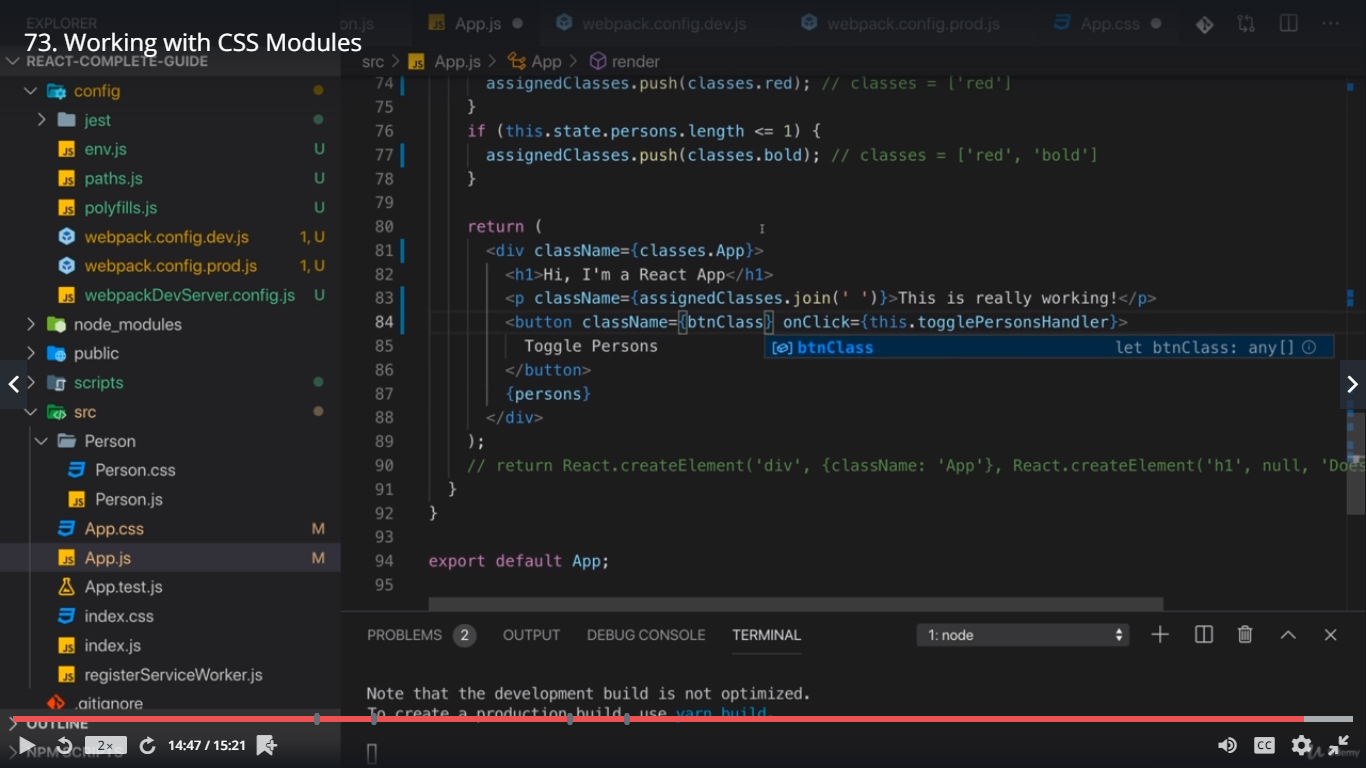 EXPLORER
73. Working with CSS Modules
REACT-COMPLETE-GUIDE
config
jest
env.js U
paths.js U
polyfills.js U
webpack.config.dev.js 1, U
webpack.config.prod.js 1, U
webpackDevServer.config.js U
node_modules
public
scripts
src
Person
Person.css
Person.js
App.css M
App.js M
App.test.js
index.css
index.js
registerServiceWorker.js
.gitignore
OUTLINE
NPM SCRIPTS
App.js webpack.config.dev.js webpack.config.prod.js App.css
src > App.js > App > render
74 assignedClasses.push(classes.red); // classes = ['red']
75 }
76 if (this.state.persons.length <= 1) {
77 assignedClasses.push(classes.bold); // classes = ['red', 'bold']
78 }
79
80 return (
81 <div className={classes.App}>
82 <h1>Hi, I'm a React App</h1>
83 <p className={assignedClasses.join(' ')}>This is really working!</p>
84 <button className={btnClass} onClick={this.togglePersonsHandler}>
85 Toggle Persons
btnClass let btnClass: any[]
86 </button>
87 {persons}
88 </div>
89 );
90 // return React.createElement('div', {className: 'App'}, React.createElement('h1', null, 'Does
91 }
92 }
93
94 export default App;
95
PROBLEMS 2 OUTPUT DEBUG CONSOLE TERMINAL 1: node
Note that the development build is not optimized.
To create a production build, use yarn build.
2x 14:47 / 15:21 CC